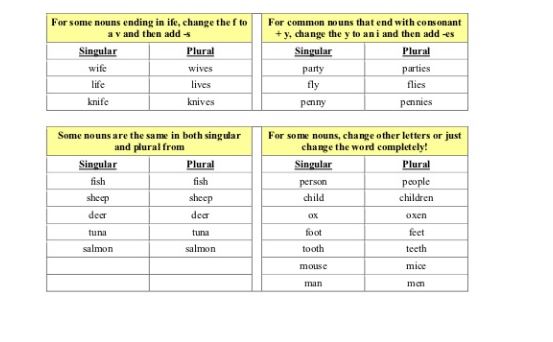 For some nouns ending in ife, change the f to
a v and then add -s
Singular Plural
wife wives
life lives
knife knives
For common nouns that end with consonant
+ y, change the y to an i and then add -es
Singular Plural
party parties
fly flies
penny pennies
Some nouns are the same in both singular
and plural from
Singular Plural
fish fish
sheep sheep
deer deer
tuna tuna
salmon salmon
For some nouns, change other letters or just
change the word completely!
Singular Plural
person people
child children
ox oxen
foot feet
tooth teeth
mouse mice
man men